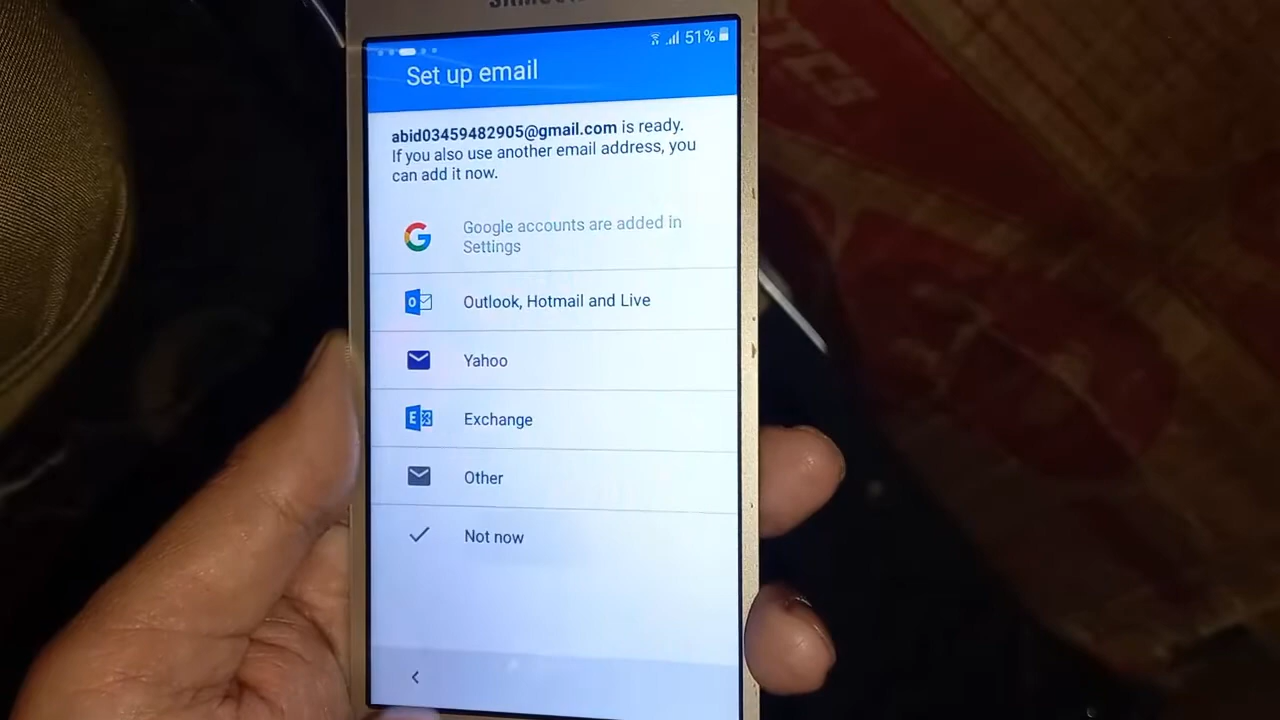 51%
Set up email
abid03459482905@gmail.com is ready.
If you also use another email address, you
can add it now.
Google accounts are added in
Settings
Outlook, Hotmail and Live
Yahoo
Exchange
Other
Not now